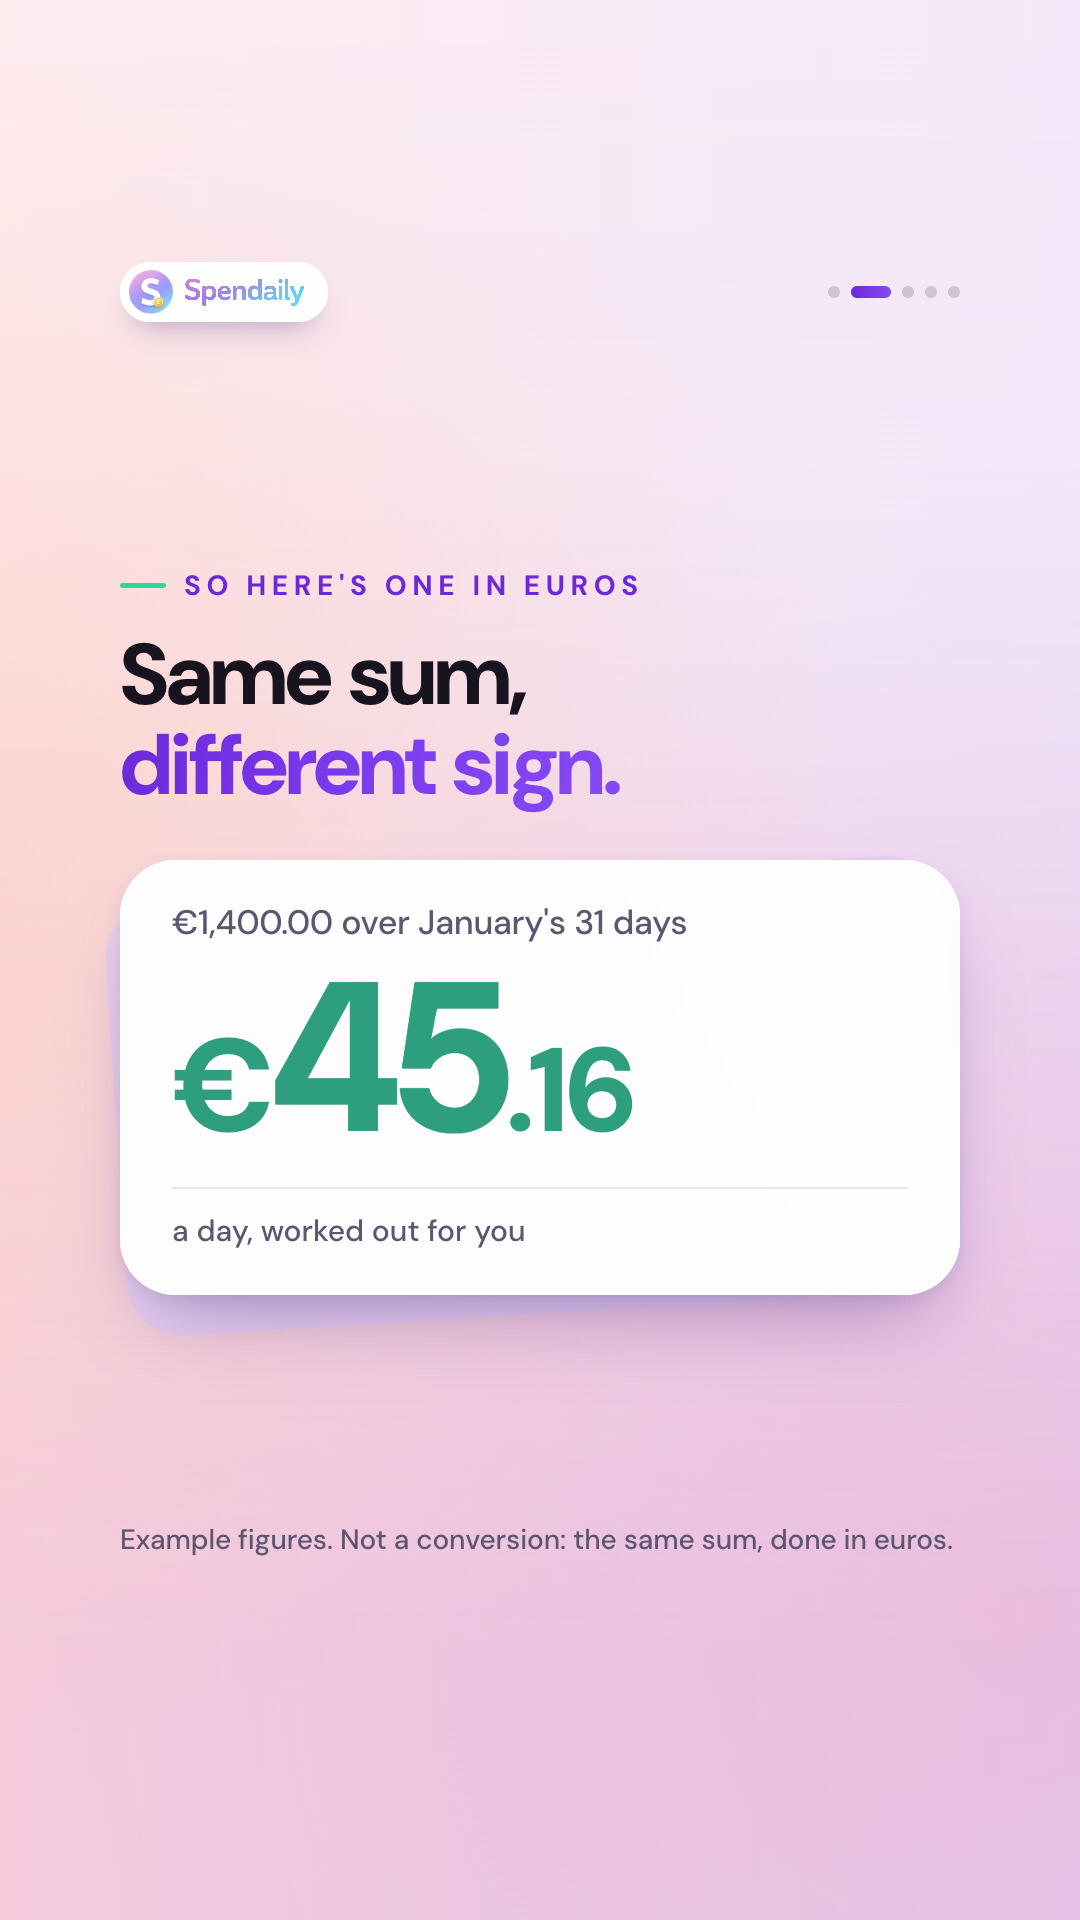 Spendaily
SO HERE'S ONE IN EUROS
Same sum,
different sign.
€1,400.00 over January's 31 days
€45.16
a day, worked out for you
Example figures. Not a conversion: the same sum, done in euros.